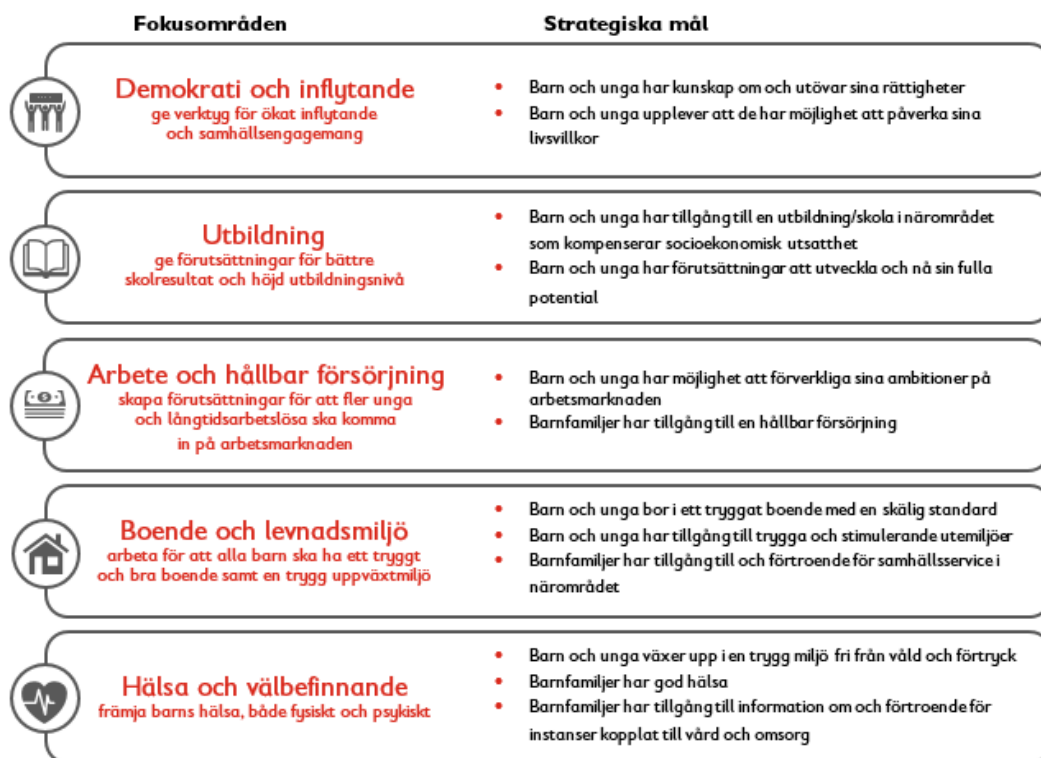 Fokusområden
Strategiska mål
Demokrati och inflytande
ge verktyg för ökat inflytande
och samhällsengagemang
• Barn och unga har kunskap om och utövar sina rättigheter
• Barn och unga upplever att de har möjlighet att påverka sina
livsvillkor
Utbildning
ge förutsättningar för bättre
skolresultat och höjd utbildningsnivå
• Barn och unga har tillgång till en utbildning/skola i närområdet
som kompenserar socioekonomisk utsatthet
• Barn och unga har förutsättningar att utveckla och nå sin fulla
potential
Arbete och hållbar försörjning
skapa förutsättningar för att fler unga
och långtidsarbetslösa ska komma
in på arbetsmarknaden
• Barn och unga har möjlighet att förverkliga sina ambitioner på
arbetsmarknaden
• Barnfamiljer har tillgång till en hållbar försörjning
Boende och levnadsmiljö
arbeta för att alla barn ska ha ett tryggt
och bra boende samt en trygg uppväxtmiljö
• Barn och unga bor i ett tryggat boende med en skälig standard
• Barn och unga har tillgång till trygga och stimulerande utemiljöer
• Barnfamiljer har tillgång till och förtroende för samhällsservice i
närområdet
Hälsa och välbefinnande
främja barns hälsa, både fysiskt och psykiskt
• Barn och unga växer upp i en trygg miljö fri från våld och förtryck
• Barnfamiljer har god hälsa
• Barnfamiljer har tillgång till information om och förtroende för
instanser kopplat till vård och omsorg